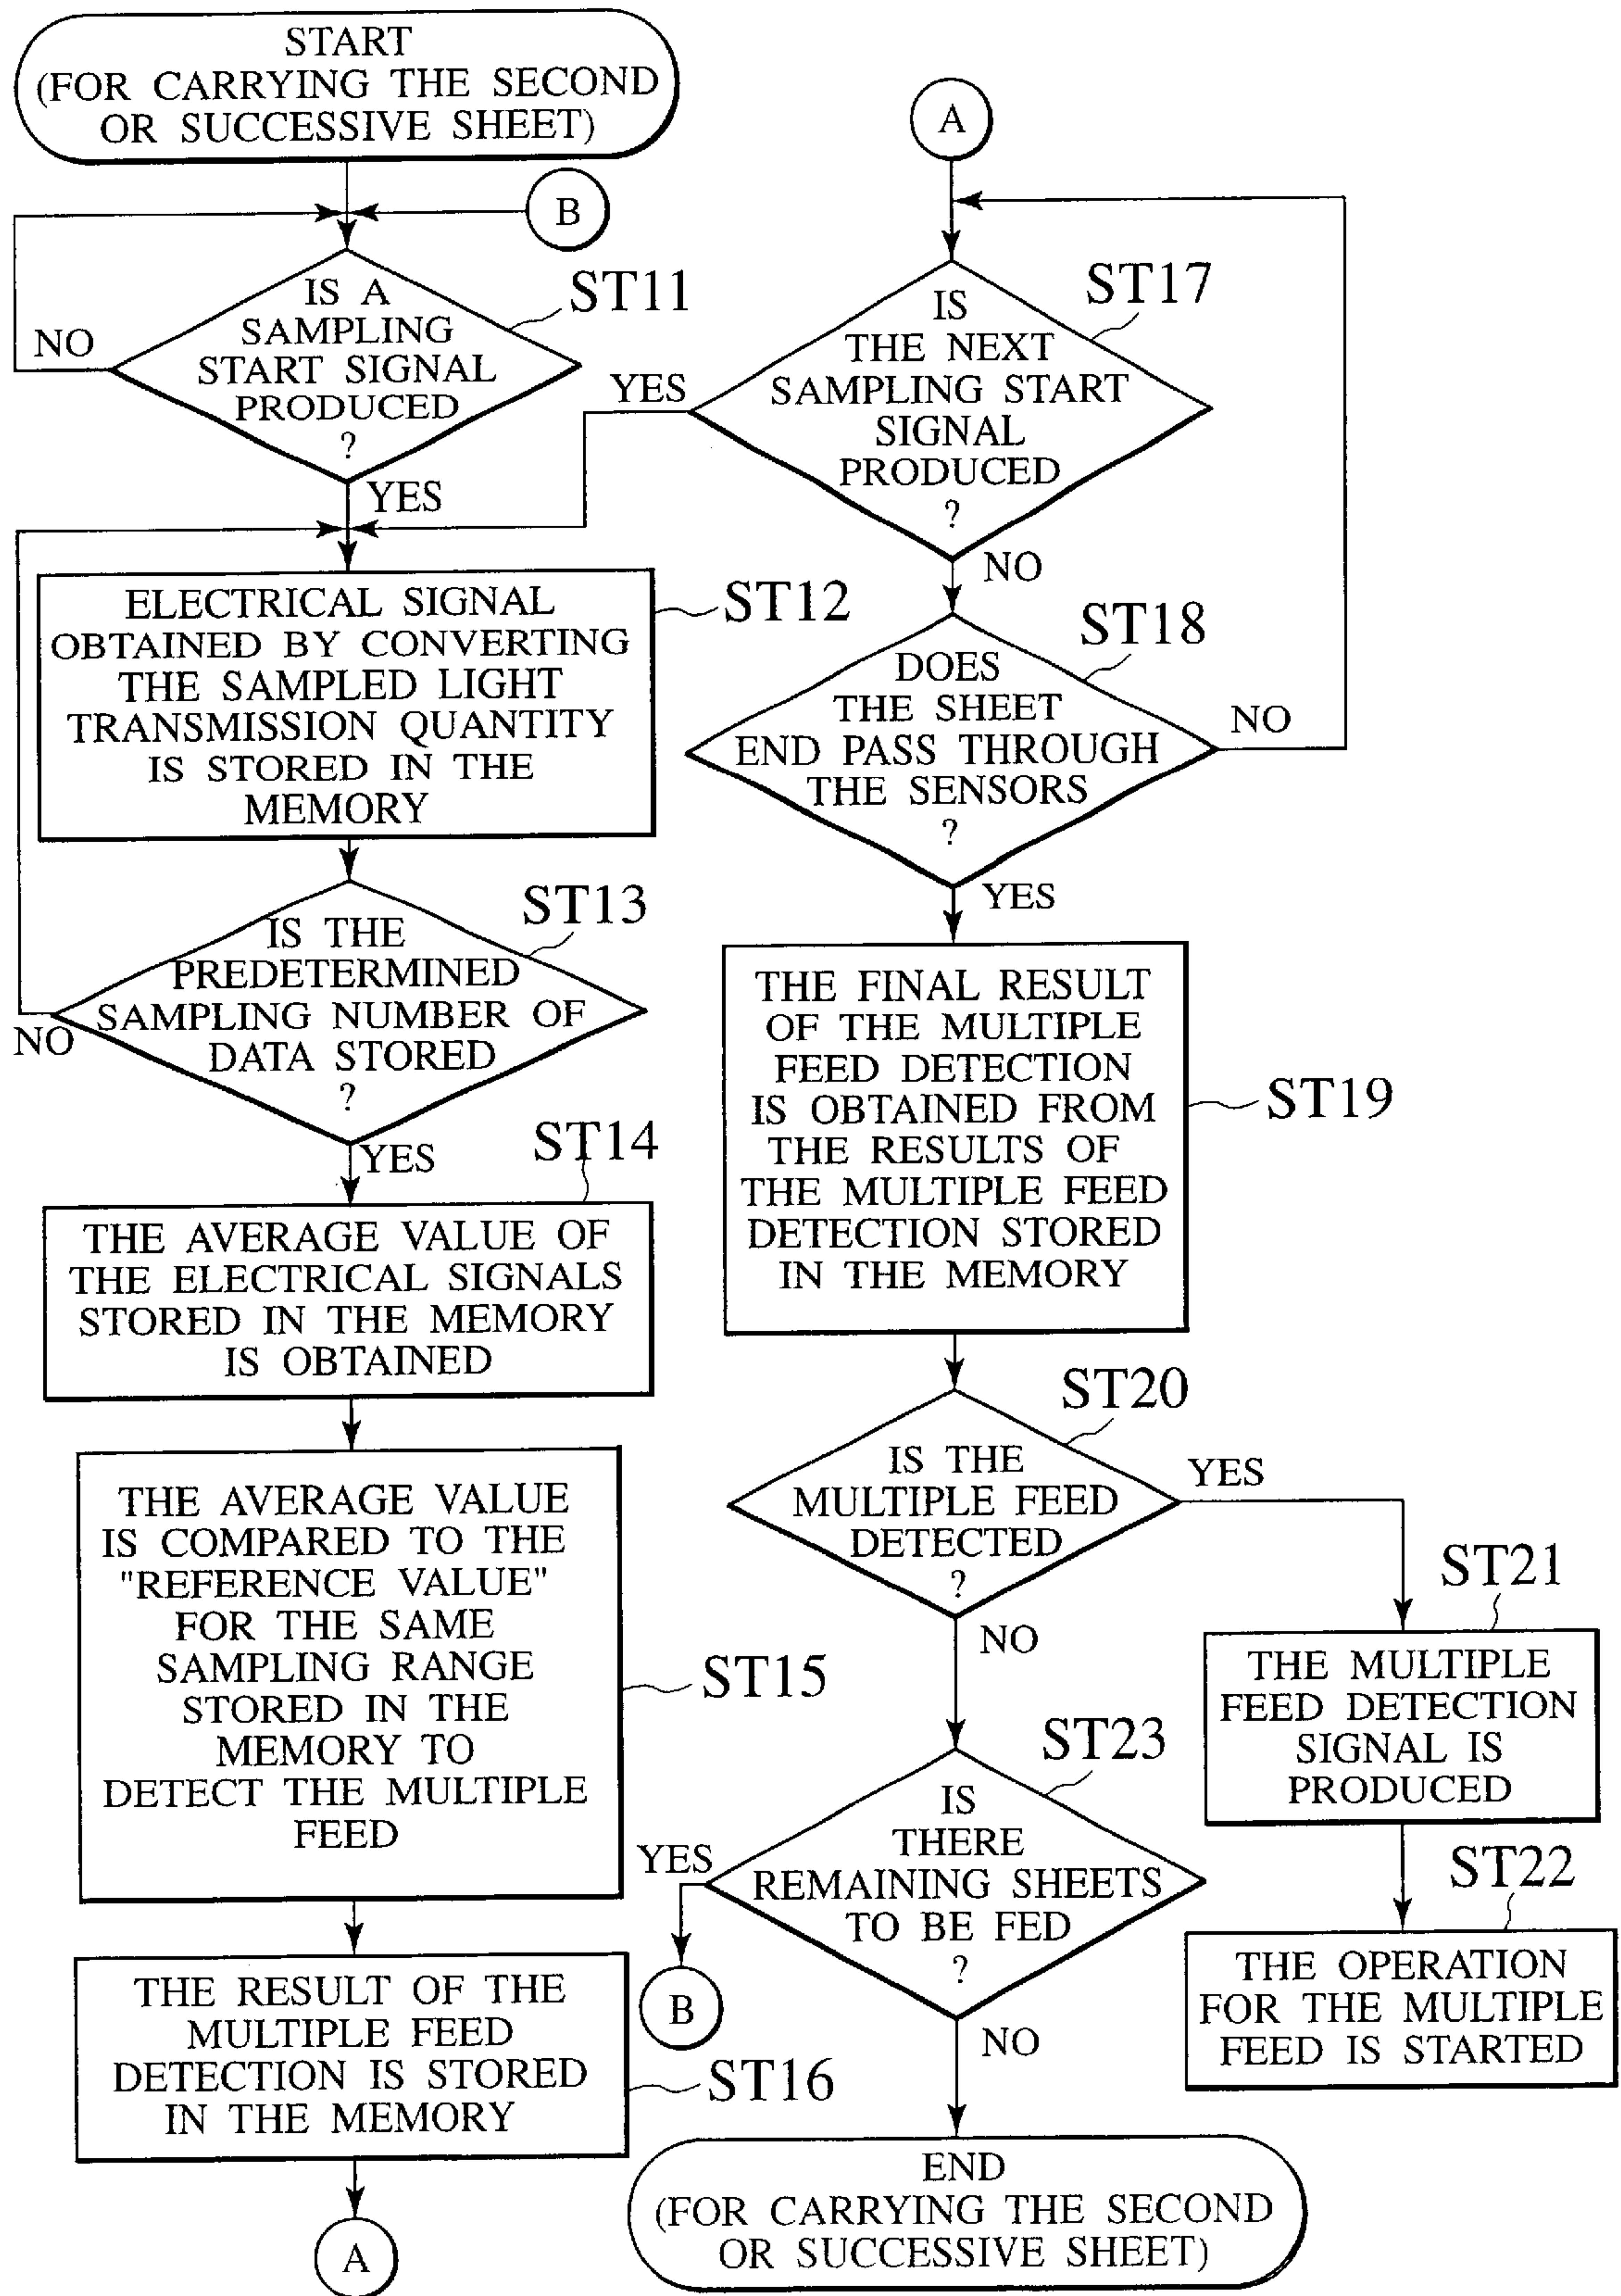 START
(FOR CARRYING THE SECOND
OR SUCCESSIVE SHEET)
B
IS A
SAMPLING
START SIGNAL
PRODUCED
?
ST11
NO
YES
ELECTRICAL SIGNAL
OBTAINED BY CONVERTING
THE SAMPLED LIGHT
TRANSMISSION QUANTITY
IS STORED IN THE
MEMORY
ST12
IS THE
PREDETERMINED
SAMPLING NUMBER OF
DATA STORED
?
ST13
NO
YES
ST14
THE AVERAGE VALUE OF
THE ELECTRICAL SIGNALS
STORED IN THE MEMORY
IS OBTAINED
THE AVERAGE VALUE
IS COMPARED TO THE
"REFERENCE VALUE"
FOR THE SAME
SAMPLING RANGE
STORED IN THE
MEMORY TO
DETECT THE MULTIPLE
FEED
ST15
THE RESULT OF THE
MULTIPLE FEED
DETECTION IS STORED
IN THE MEMORY
ST16
A
A
IS
THE NEXT
SAMPLING START
SIGNAL
PRODUCED
?
ST17
YES
NO
DOES
THE SHEET
END PASS THROUGH
THE SENSORS
?
ST18
NO
YES
THE FINAL RESULT
OF THE MULTIPLE
FEED DETECTION
IS OBTAINED FROM
THE RESULTS OF
THE MULTIPLE FEED
DETECTION STORED
IN THE MEMORY
ST19
IS THE
MULTIPLE FEED
DETECTED
?
ST20
YES
NO
ST21
THE MULTIPLE
FEED DETECTION
SIGNAL IS
PRODUCED
ST22
THE OPERATION
FOR THE MULTIPLE
FEED IS STARTED
IS
THERE
REMAINING SHEETS
TO BE FED
?
ST23
YES
B
NO
END
(FOR CARRYING THE SECOND
OR SUCCESSIVE SHEET)